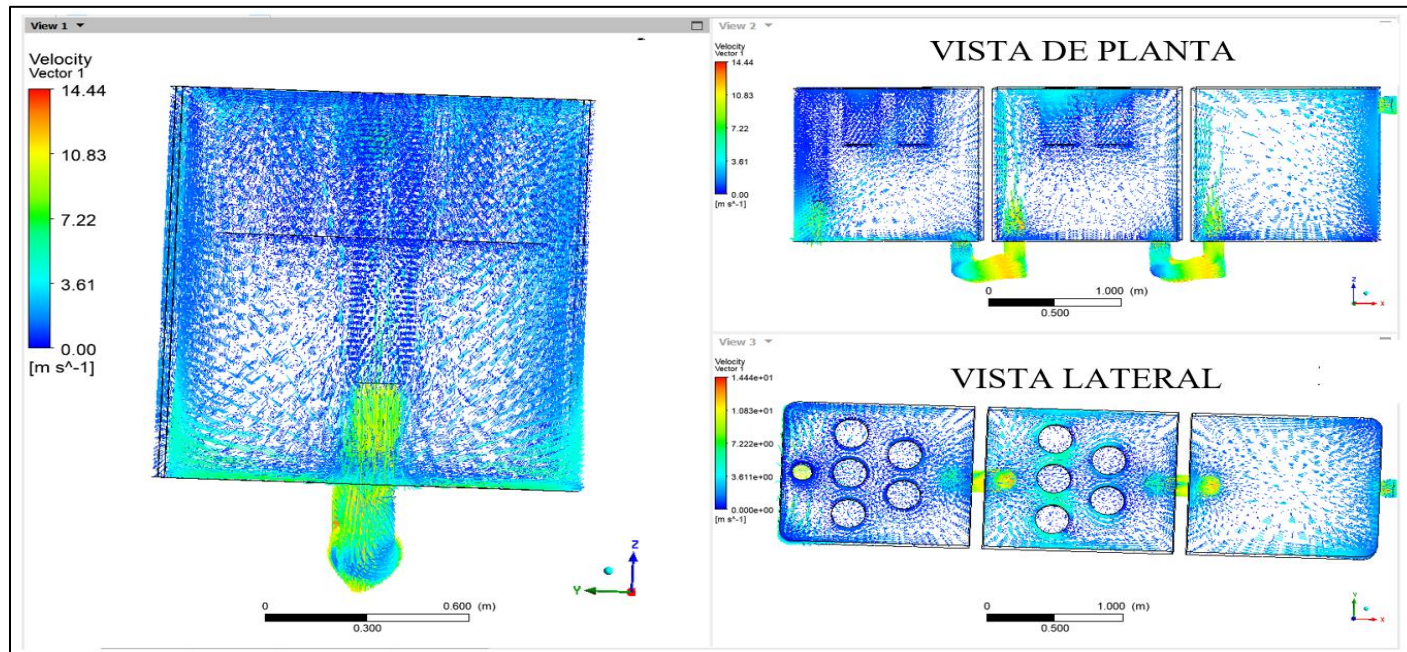 View 1
Velocity
Vector 1
14.44
10.83
7.22
3.61
0.00
[m s^-1]
Z
Y
0 0.600 (m)
0.300
View 2
VISTA DE PLANTA
Velocity
Vector 1
14.44
10.83
7.22
3.61
0.00
[m s^-1]
0 1.000 (m)
0.500
Z
X
View 3
VISTA LATERAL
Velocity
Vector 1
1.444e+01
1.083e+01
7.222e+00
3.611e+00
0.000e+00
[m s^-1]
0 1.000 (m)
0.500
Y
X